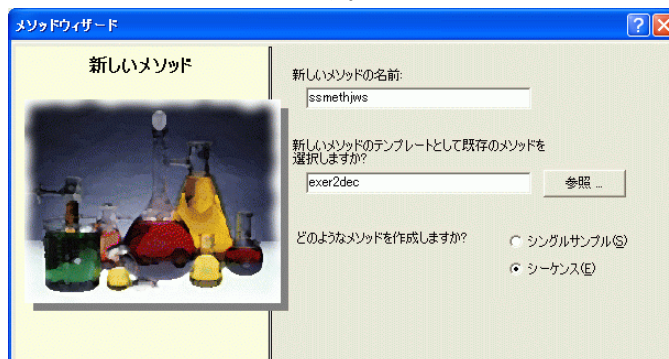 メソッドウィザード
新しいメソッド
新しいメソッドの名前:
ssmethjws
新しいメソッドのテンプレートとして既存のメソッドを
選択しますか?
exer2dec
参照 ...
どのようなメソッドを作成しますか?
シングルサンプル(S)
シーケンス(E)